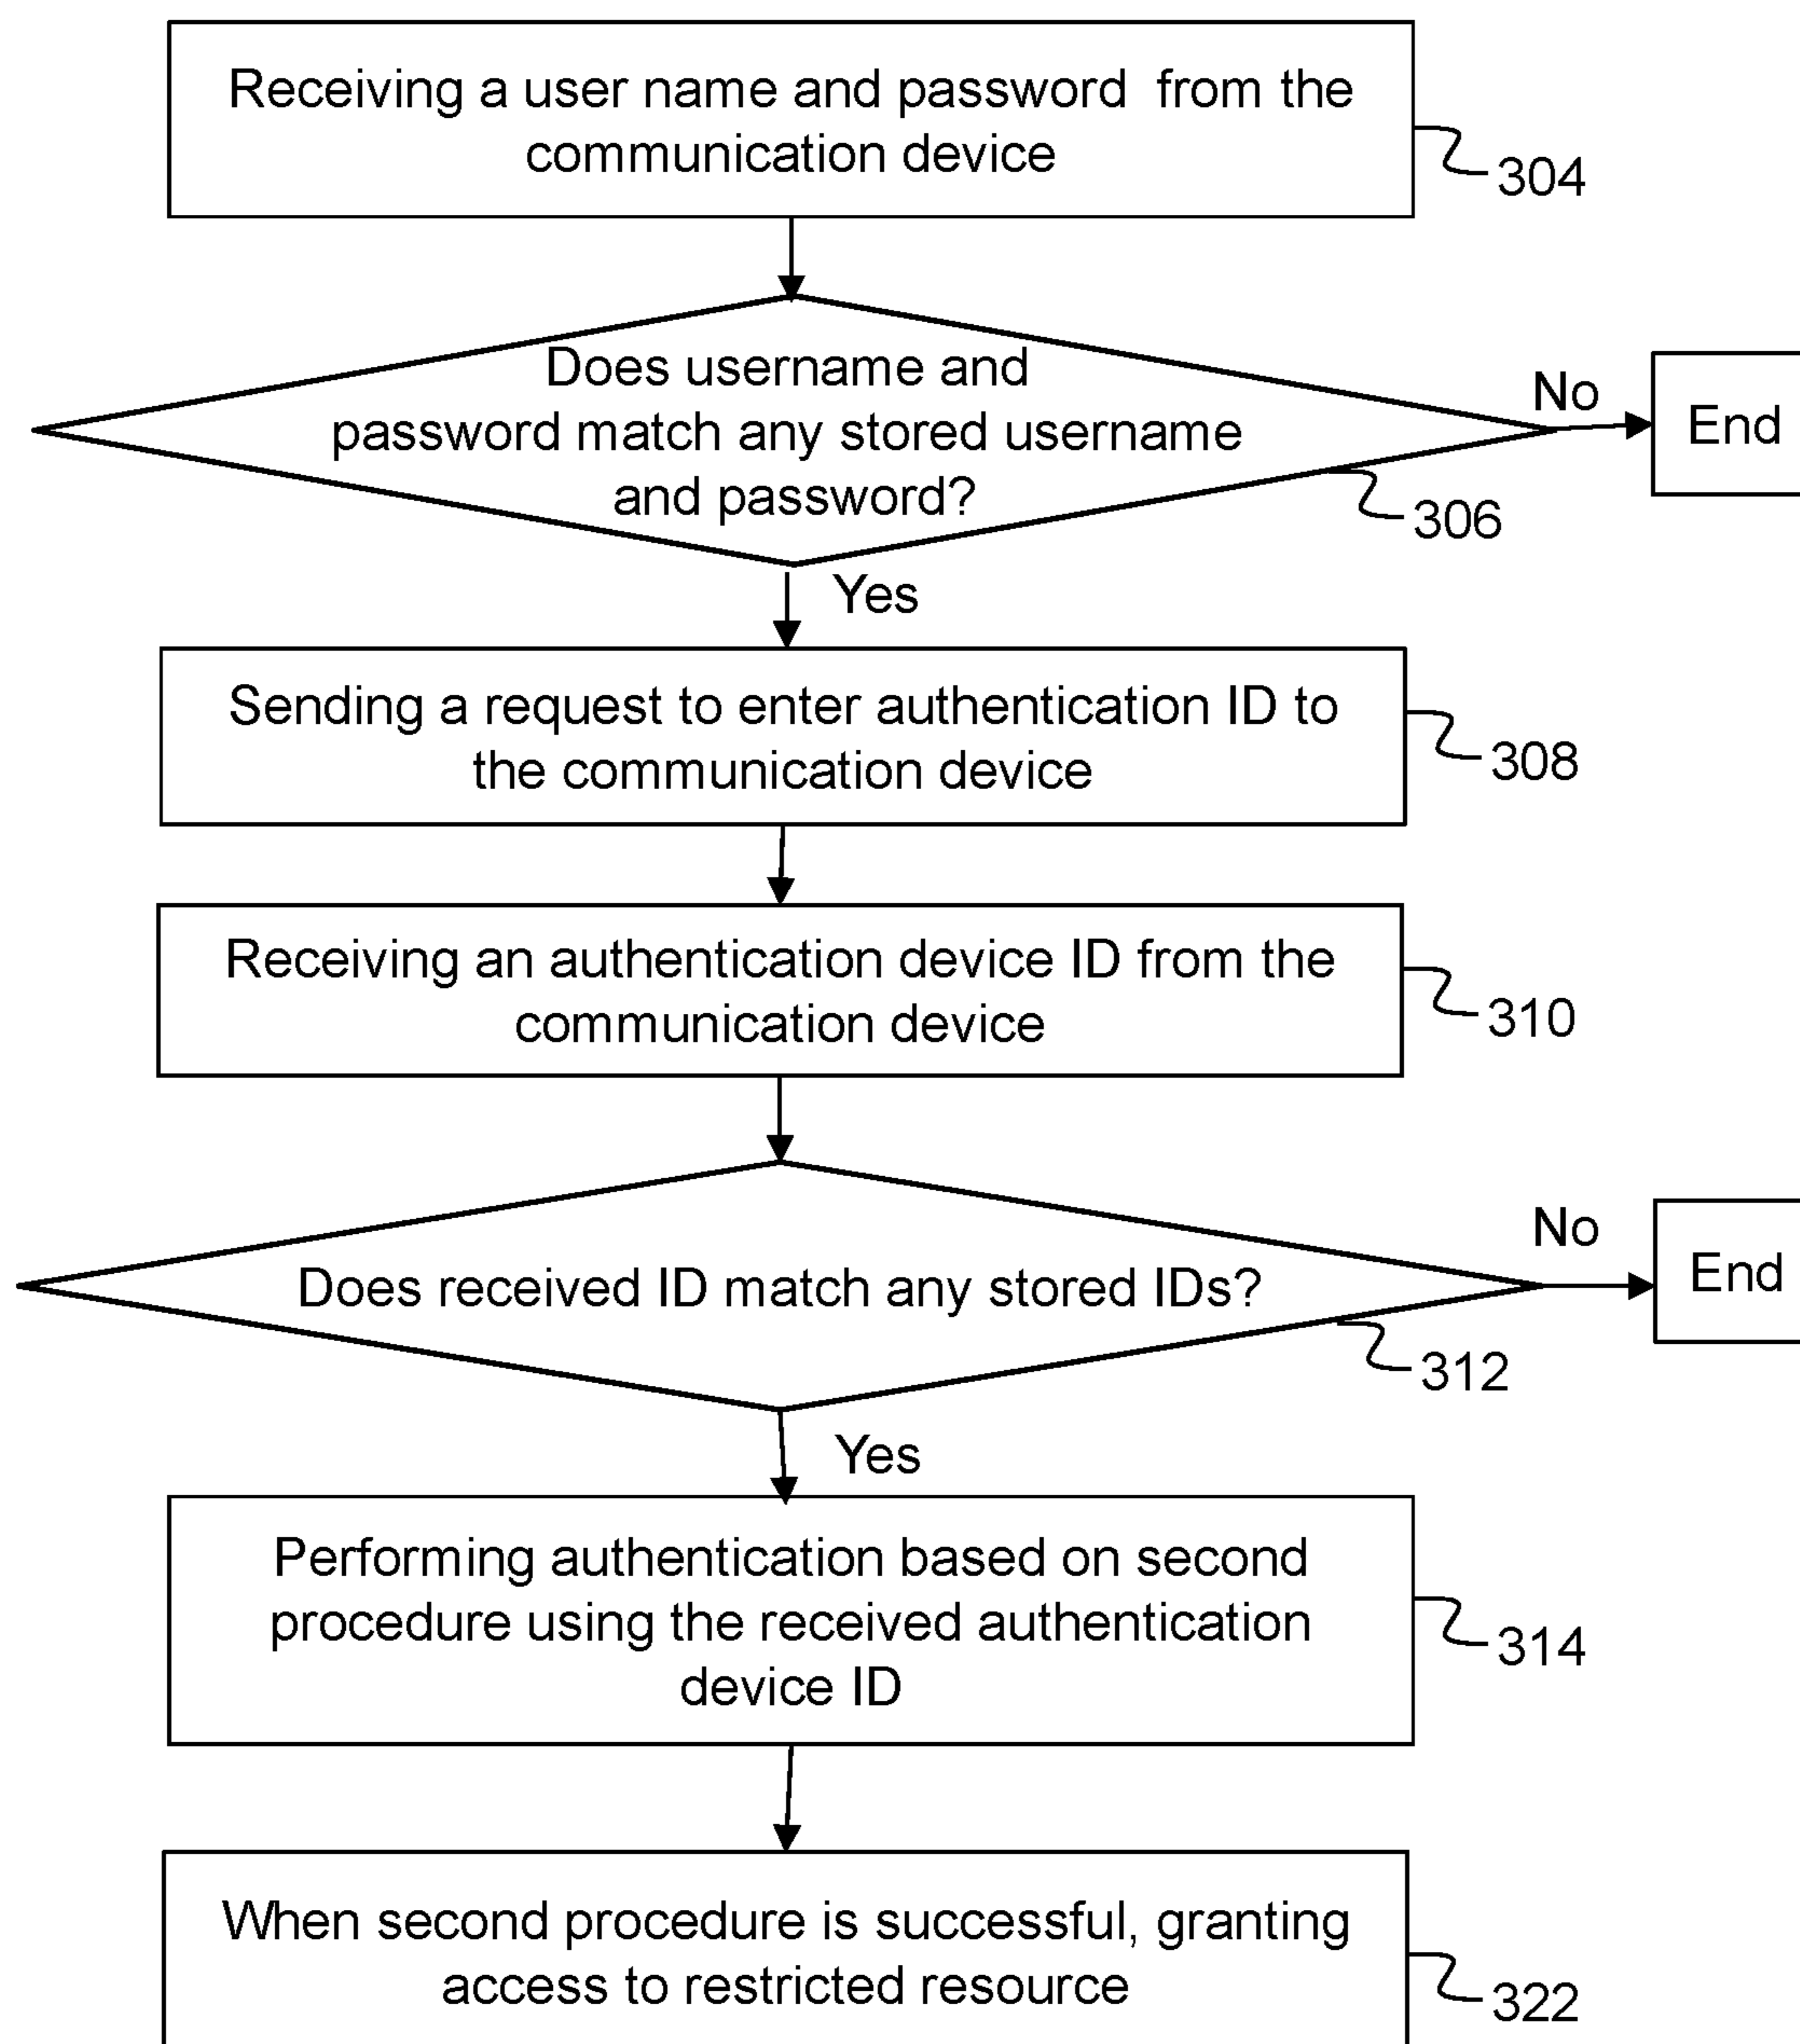 Receiving a user name and password from the
communication device
304
Does username and
password match any stored username
and password?
No
End
306
Yes
Sending a request to enter authentication ID to
the communication device
308
Receiving an authentication device ID from the
communication device
310
Does received ID match any stored IDs?
No
End
312
Yes
Performing authentication based on second
procedure using the received authentication
device ID
314
When second procedure is successful, granting
access to restricted resource
322